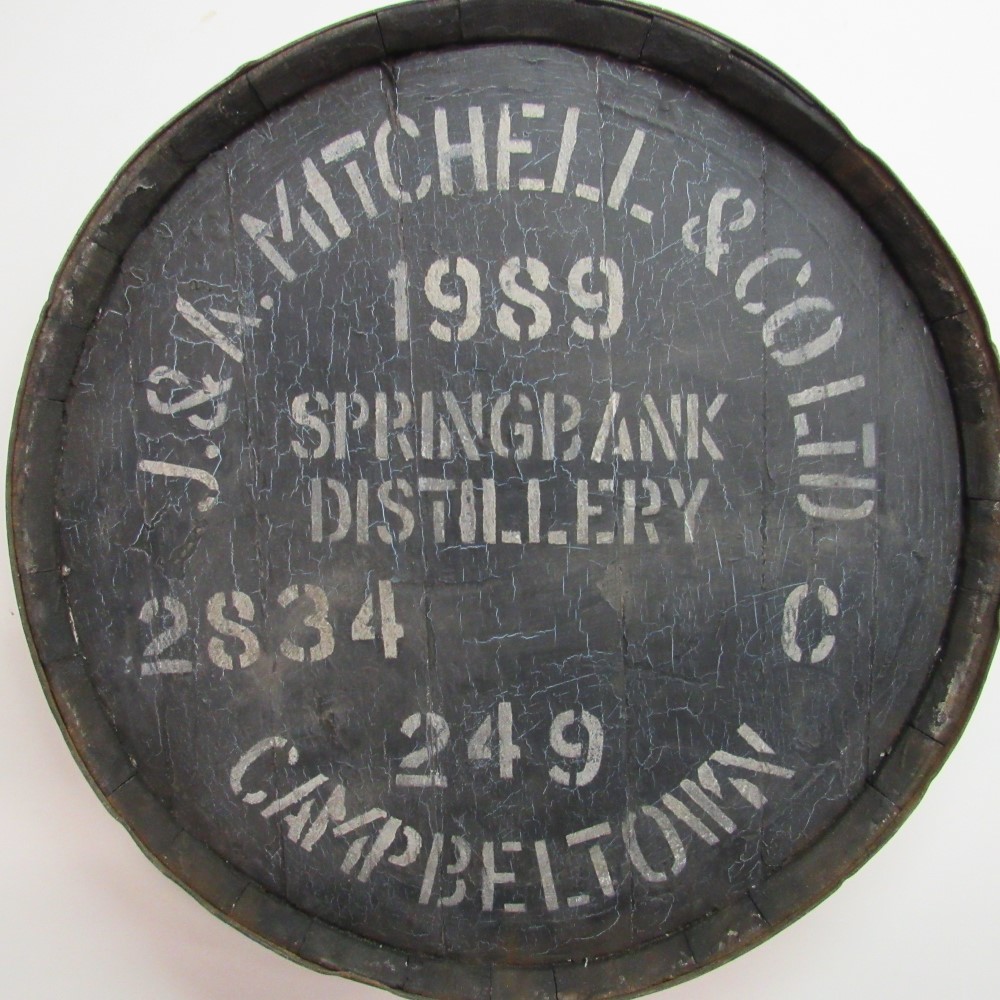 J. & A. MITCHELL & CO LTD
1989
SPRINGBANK
DISTILLERY
2834 C
249
CAMPBELTOWN